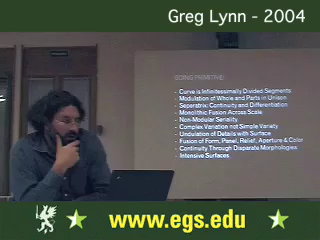 Greg Lynn - 2004
GOING PRIMITIVE:
- Curve is Infinitessimally Divided Segments
- Modulation of Whole and Parts in Unison
- Seperatrix: Continuity and Differentiation
- Monolithic Fusion Across Scale
- Non-Modular Seriality
- Complex Variation not Simple Variety
- Undulation of Details with Surface
- Fusion of Form, Panel, Relief, Aperture & Color
- Continuity Through Disparate Morphologies
- Intensive Surfaces
www.egs.edu